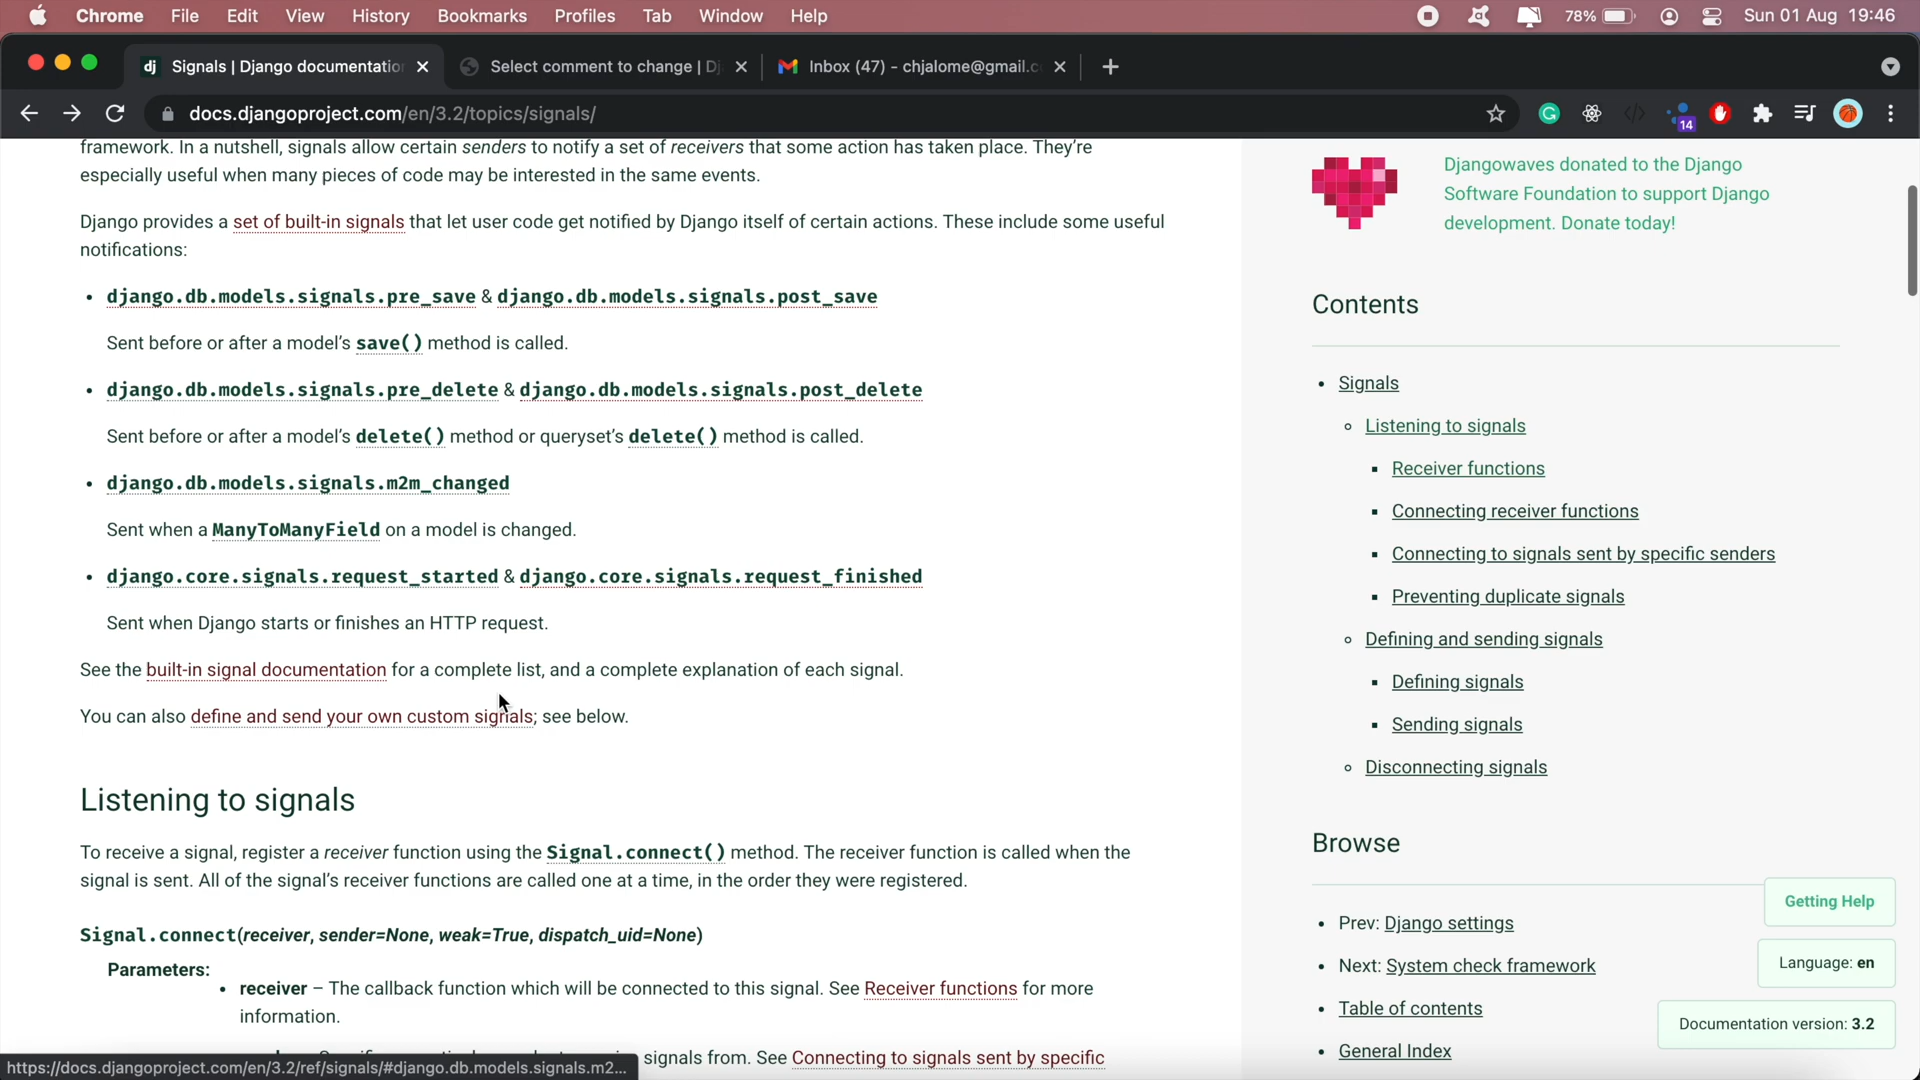 Chrome File Edit View History Bookmarks Profiles Tab Window Help 78% Sun 01 Aug 19:46
Signals | Django documentatio Select comment to change | Dj Inbox (47) - chjalome@gmail.c
docs.djangoproject.com/en/3.2/topics/signals/ 14
framework. In a nutshell, signals allow certain senders to notify a set of receivers that some action has taken place. They’re
especially useful when many pieces of code may be interested in the same events.
Django provides a set of built-in signals that let user code get notified by Django itself of certain actions. These include some useful
notifications:
• django.db.models.signals.pre_save & django.db.models.signals.post_save
Sent before or after a model’s save() method is called.
• django.db.models.signals.pre_delete & django.db.models.signals.post_delete
Sent before or after a model’s delete() method or queryset’s delete() method is called.
• django.db.models.signals.m2m_changed
Sent when a ManyToManyField on a model is changed.
• django.core.signals.request_started & django.core.signals.request_finished
Sent when Django starts or finishes an HTTP request.
See the built-in signal documentation for a complete list, and a complete explanation of each signal.
You can also define and send your own custom signals; see below.
Listening to signals
To receive a signal, register a receiver function using the Signal.connect() method. The receiver function is called when the
signal is sent. All of the signal’s receiver functions are called one at a time, in the order they were registered.
Signal.connect(receiver, sender=None, weak=True, dispatch_uid=None)
Parameters:
• receiver – The callback function which will be connected to this signal. See Receiver functions for more
information.
signals from. See Connecting to signals sent by specific
https://docs.djangoproject.com/en/3.2/ref/signals/#django.db.models.signals.m2...
Djangowaves donated to the Django
Software Foundation to support Django
development. Donate today!
Contents
• Signals
Listening to signals
Receiver functions
Connecting receiver functions
Connecting to signals sent by specific senders
Preventing duplicate signals
Defining and sending signals
Defining signals
Sending signals
Disconnecting signals
Browse
• Prev: Django settings
• Next: System check framework
• Table of contents
• General Index
Getting Help
Language: en
Documentation version: 3.2